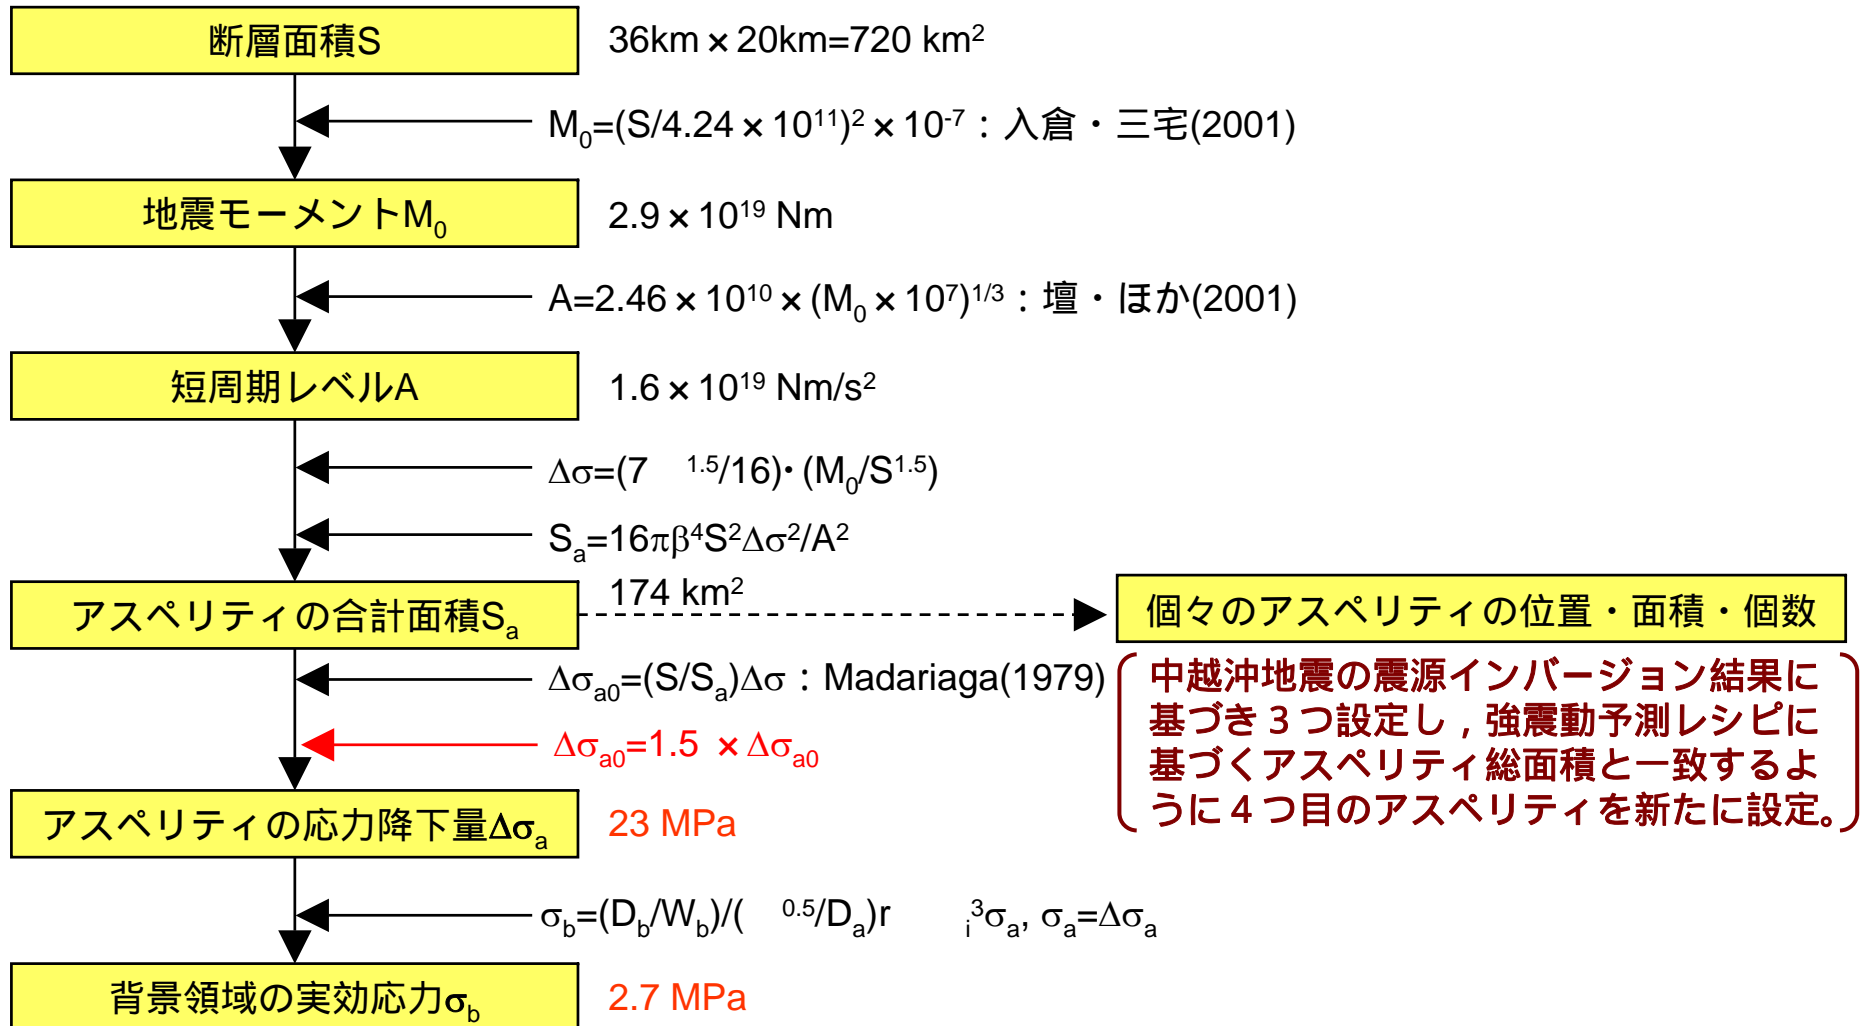 断層面積S
36km×20km=720 km²
M₀=(S/4.24×10¹¹)²×10⁻⁷：入倉・三宅(2001)
地震モーメントM₀
2.9×10¹⁹ Nm
A=2.46×10¹⁰×(M₀×10⁷)¹ᐟ³：壇・ほか(2001)
短周期レベルA
1.6×10¹⁹ Nm/s²
Δσ=(7 ¹·⁵/16)・(M₀/S¹·⁵)
Sₐ=16πβ⁴S²Δσ²/A²
アスペリティの合計面積Sₐ
174 km²
個々のアスペリティの位置・面積・個数
Δσₐ₀=(S/Sₐ)Δσ：Madariaga(1979)
中越沖地震の震源インバージョン結果に
基づき３つ設定し，強震動予測レシピに
基づくアスペリティ総面積と一致するよ
うに４つ目のアスペリティを新たに設定。
Δσₐ₀=1.5 ×Δσₐ₀
アスペリティの応力降下量Δσₐ
23 MPa
σb=(Db/Wb)/( ⁰·⁵/Dₐ)r ᵢ³σₐ, σₐ=Δσₐ
背景領域の実効応力σb
2.7 MPa